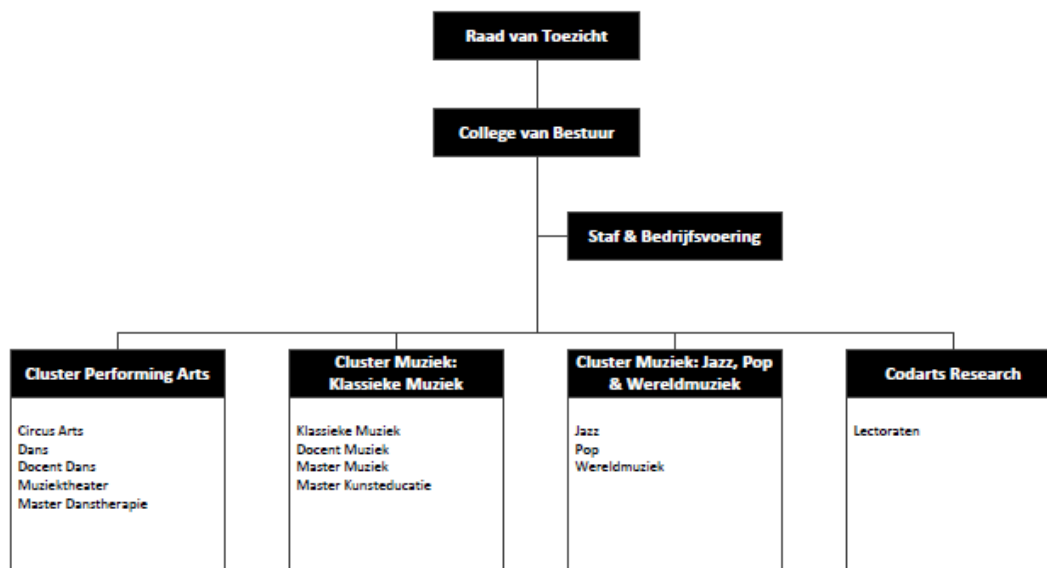 Raad van Toezicht
College van Bestuur
Staf & Bedrijfsvoering
Cluster Performing Arts
Circus Arts
Dans
Docent Dans
Muziektheater
Master Danstherapie
Cluster Muziek:
Klassieke Muziek
Klassieke Muziek
Docent Muziek
Master Muziek
Master Kunsteducatie
Cluster Muziek: Jazz, Pop
& Wereldmuziek
Jazz
Pop
Wereldmuziek
Codarts Research
Lectoraten